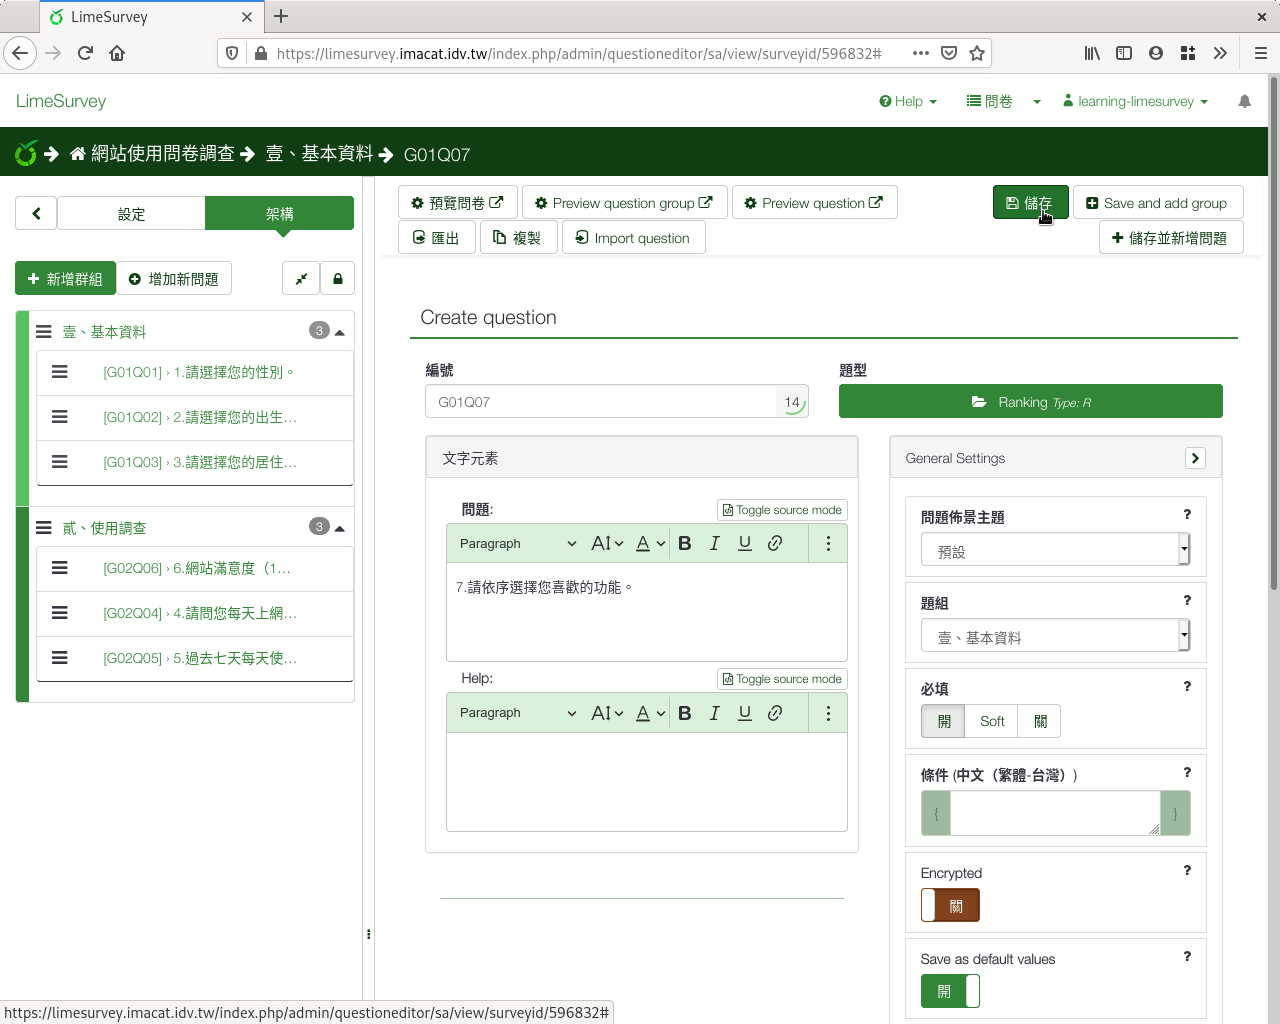 LimeSurvey
https://limesurvey.imacat.idv.tw/index.php/admin/questioneditor/sa/view/surveyid/596832#
LimeSurvey
Help
問卷
learning-limesurvey
網站使用問卷調查
壹、基本資料
G01Q07
設定
架構
預覽問卷
Preview question group
Preview question
儲存
Save and add group
匯出
複製
Import question
儲存並新增問題
新增群組
增加新問題
壹、基本資料 3
[G01Q01] › 1.請選擇您的性別。
[G01Q02] › 2.請選擇您的出生…
[G01Q03] › 3.請選擇您的居住…
貳、使用調查 3
[G02Q06] › 6.網站滿意度（1…
[G02Q04] › 4.請問您每天上網…
[G02Q05] › 5.過去七天每天使…
Create question
編號
G01Q07 14
題型
Ranking Type: R
文字元素
問題:
Toggle source mode
Paragraph A A B I U
7.請依序選擇您喜歡的功能。
Help:
Toggle source mode
Paragraph A A B I U
General Settings
問題佈景主題 ?
預設
題組 ?
壹、基本資料
必填 ?
開 Soft 關
條件 (中文（繁體-台灣）) ?
{ }
Encrypted ?
關
Save as default values ?
開
https://limesurvey.imacat.idv.tw/index.php/admin/questioneditor/sa/view/surveyid/596832#